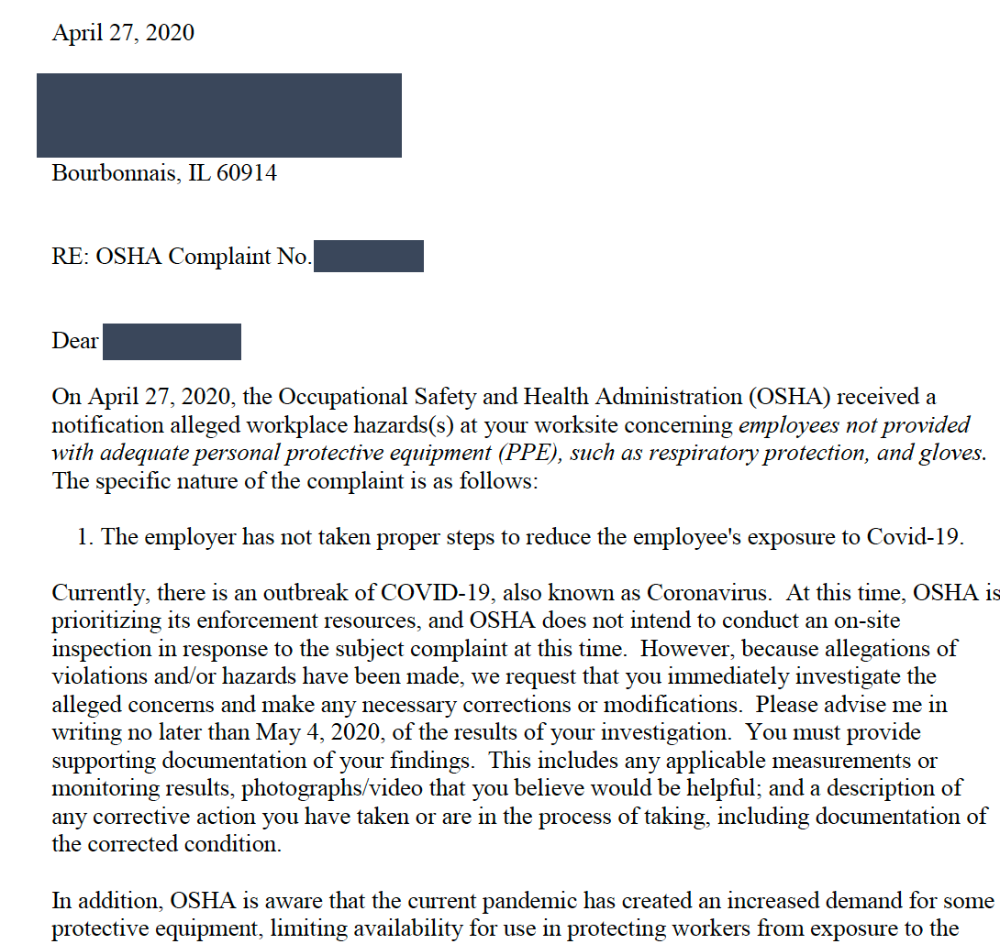 April 27, 2020
Bourbonnais, IL 60914
RE: OSHA Complaint No.
Dear
On April 27, 2020, the Occupational Safety and Health Administration (OSHA) received a
notification alleged workplace hazards(s) at your worksite concerning employees not provided
with adequate personal protective equipment (PPE), such as respiratory protection, and gloves.
The specific nature of the complaint is as follows:
1. The employer has not taken proper steps to reduce the employee's exposure to Covid-19.
Currently, there is an outbreak of COVID-19, also known as Coronavirus.  At this time, OSHA is
prioritizing its enforcement resources, and OSHA does not intend to conduct an on-site
inspection in response to the subject complaint at this time.  However, because allegations of
violations and/or hazards have been made, we request that you immediately investigate the
alleged concerns and make any necessary corrections or modifications.  Please advise me in
writing no later than May 4, 2020, of the results of your investigation.  You must provide
supporting documentation of your findings.  This includes any applicable measurements or
monitoring results, photographs/video that you believe would be helpful; and a description of
any corrective action you have taken or are in the process of taking, including documentation of
the corrected condition.
In addition, OSHA is aware that the current pandemic has created an increased demand for some
protective equipment, limiting availability for use in protecting workers from exposure to the